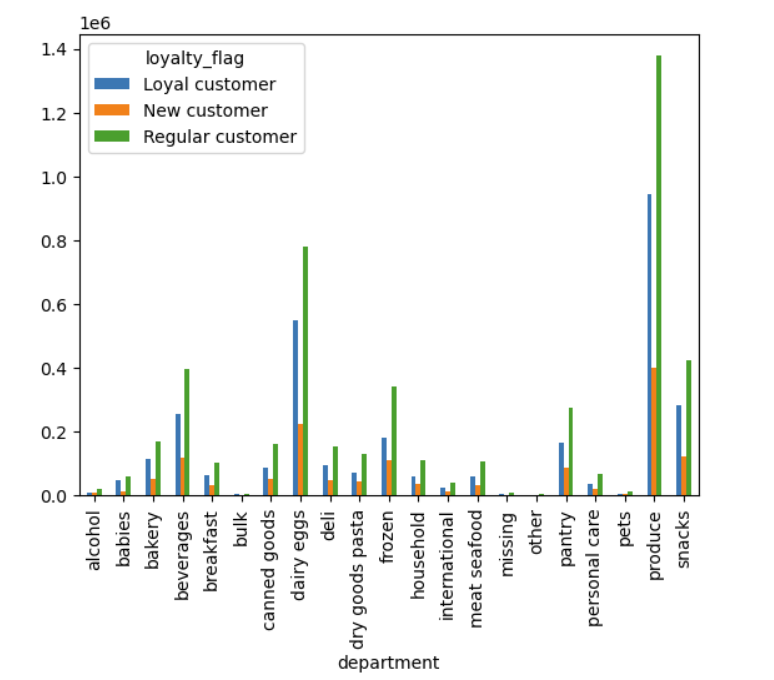 1e6
1.4
1.2
1.0
0.8
0.6
0.4
0.2
0.0
loyalty_flag
Loyal customer
New customer
Regular customer
alcohol
babies
bakery
beverages
breakfast
bulk
canned goods
dairy eggs
deli
dry goods pasta
frozen
household
international
meat seafood
missing
other
pantry
personal care
pets
produce
snacks
department